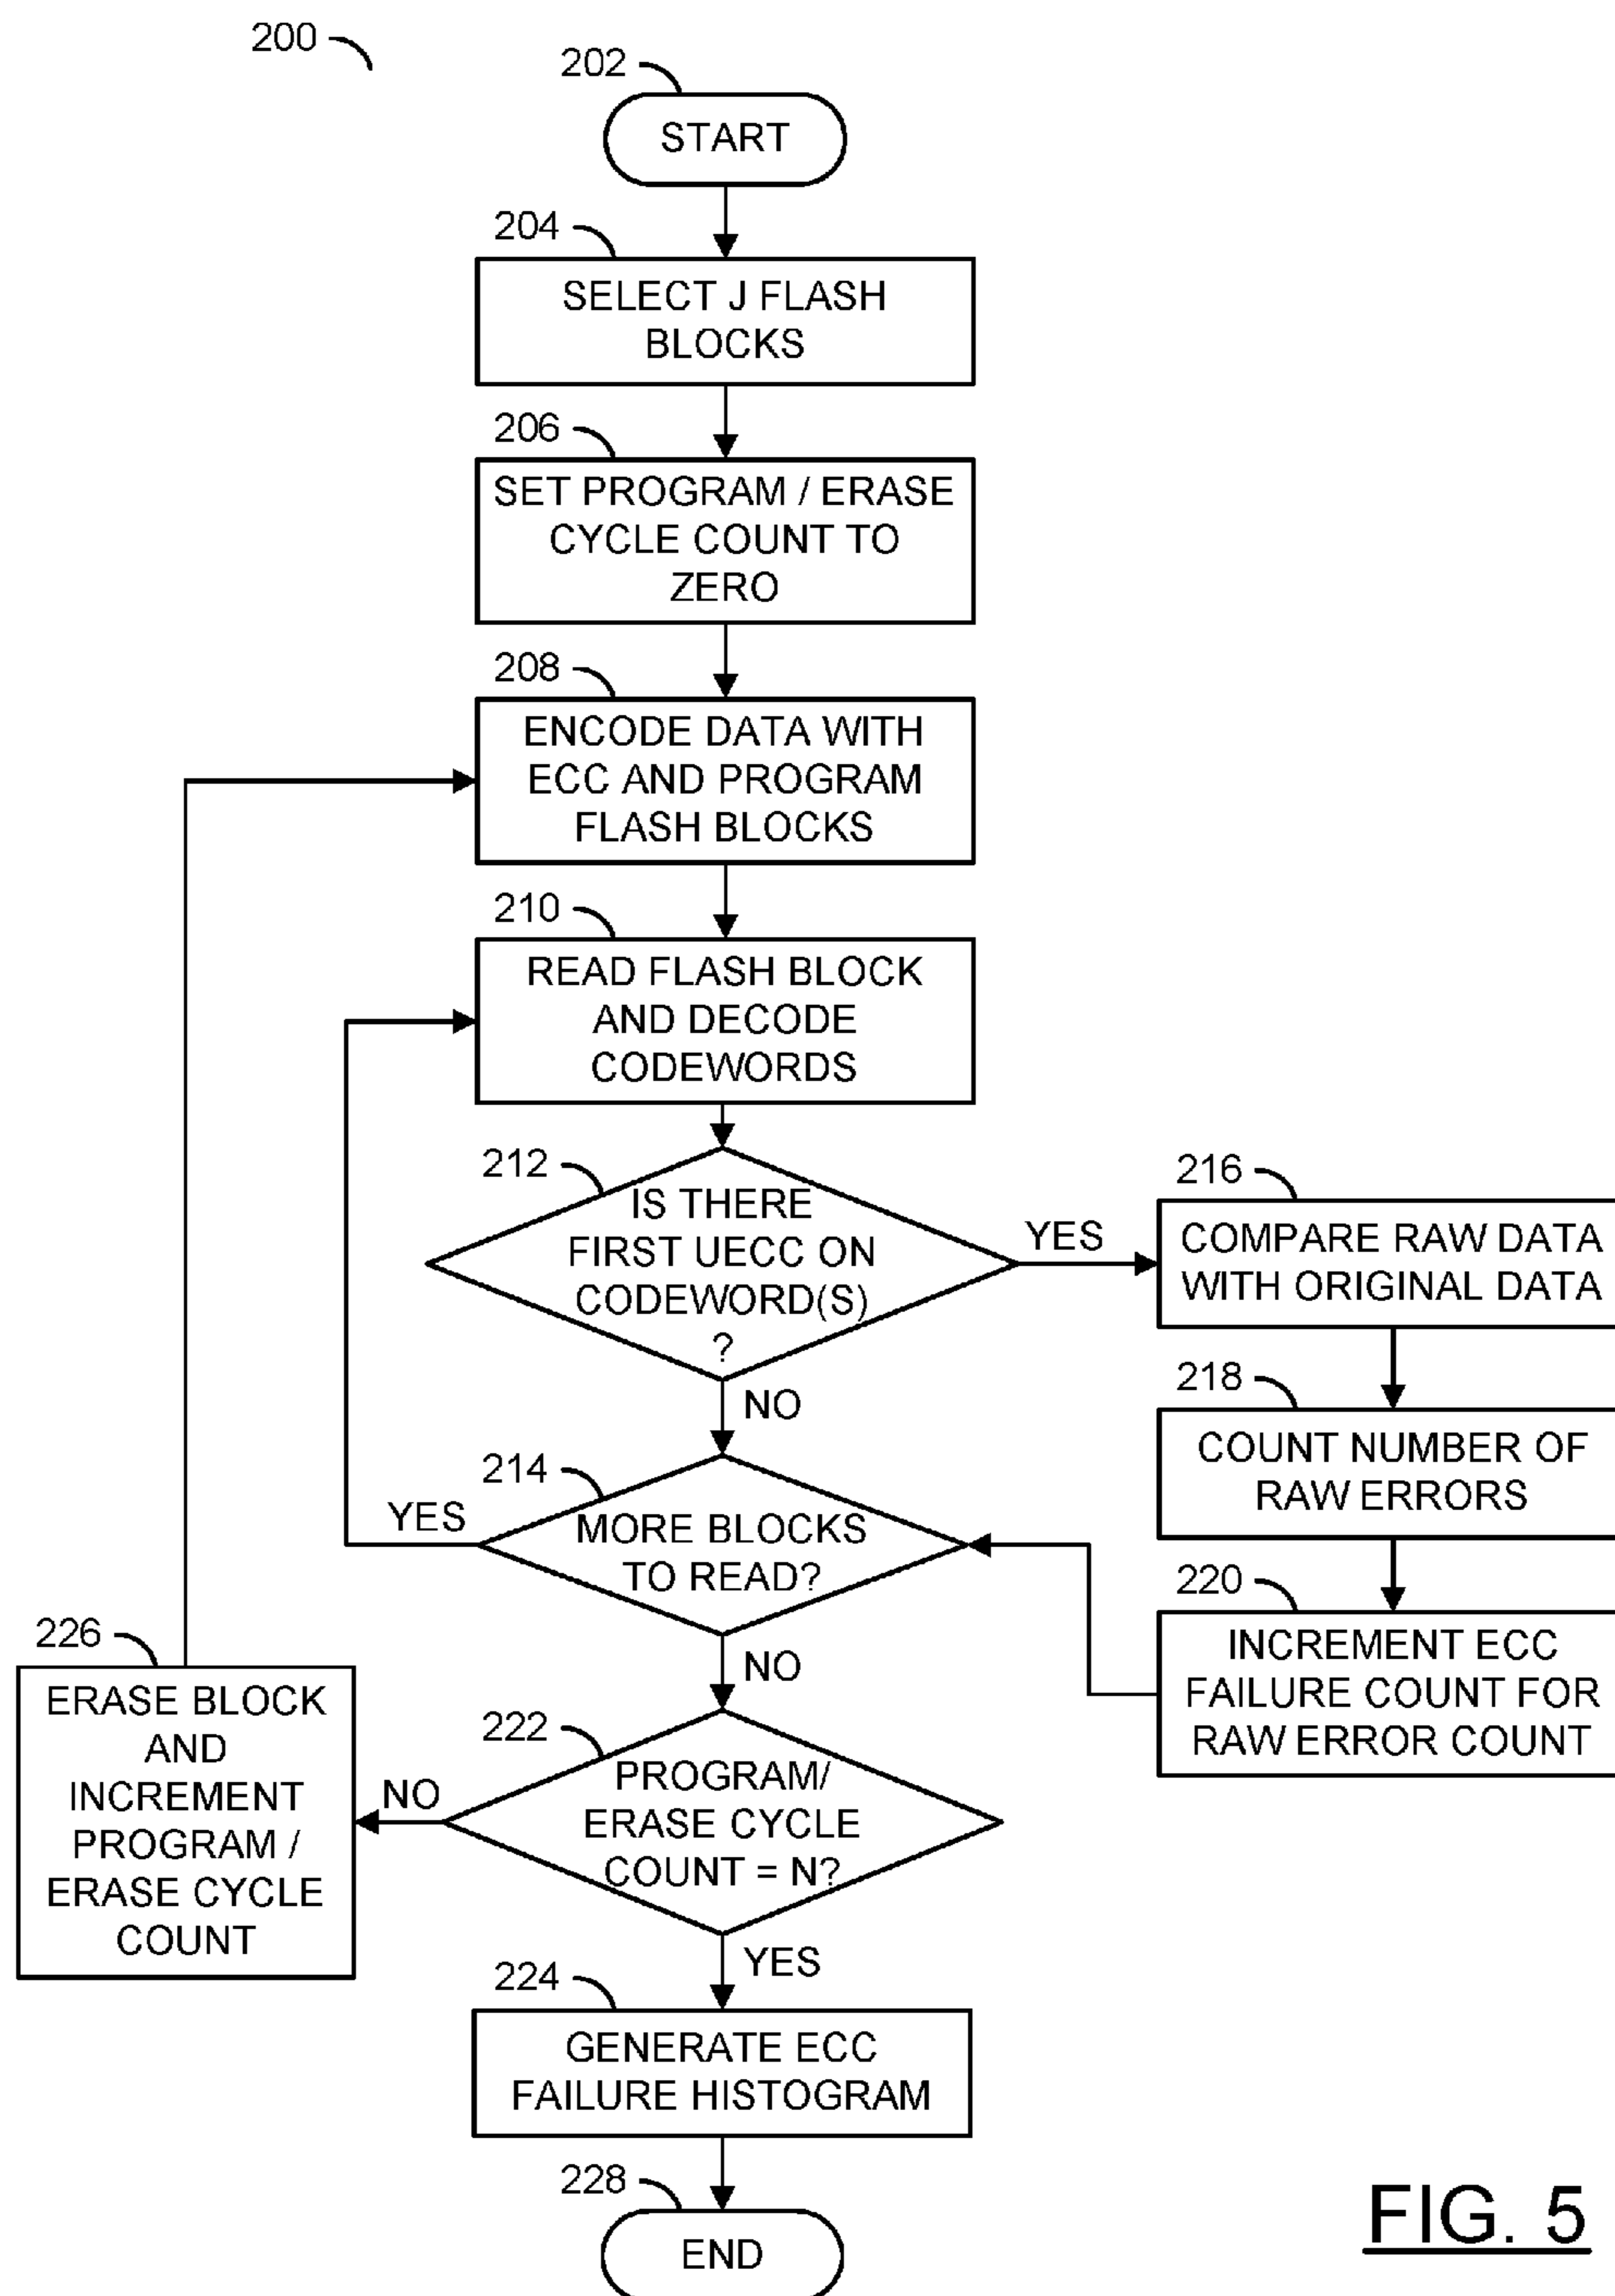 200
202
START
204
SELECT J FLASH
BLOCKS
206
SET PROGRAM / ERASE
CYCLE COUNT TO
ZERO
208
ENCODE DATA WITH
ECC AND PROGRAM
FLASH BLOCKS
210
READ FLASH BLOCK
AND DECODE
CODEWORDS
212
IS THERE
FIRST UECC ON
CODEWORD(S)
?
YES
NO
216
COMPARE RAW DATA
WITH ORIGINAL DATA
218
COUNT NUMBER OF
RAW ERRORS
220
INCREMENT ECC
FAILURE COUNT FOR
RAW ERROR COUNT
214
MORE BLOCKS
TO READ?
YES
NO
222
PROGRAM/
ERASE CYCLE
COUNT = N?
NO
YES
226
ERASE BLOCK
AND
INCREMENT
PROGRAM /
ERASE CYCLE
COUNT
224
GENERATE ECC
FAILURE HISTOGRAM
228
END
FIG. 5